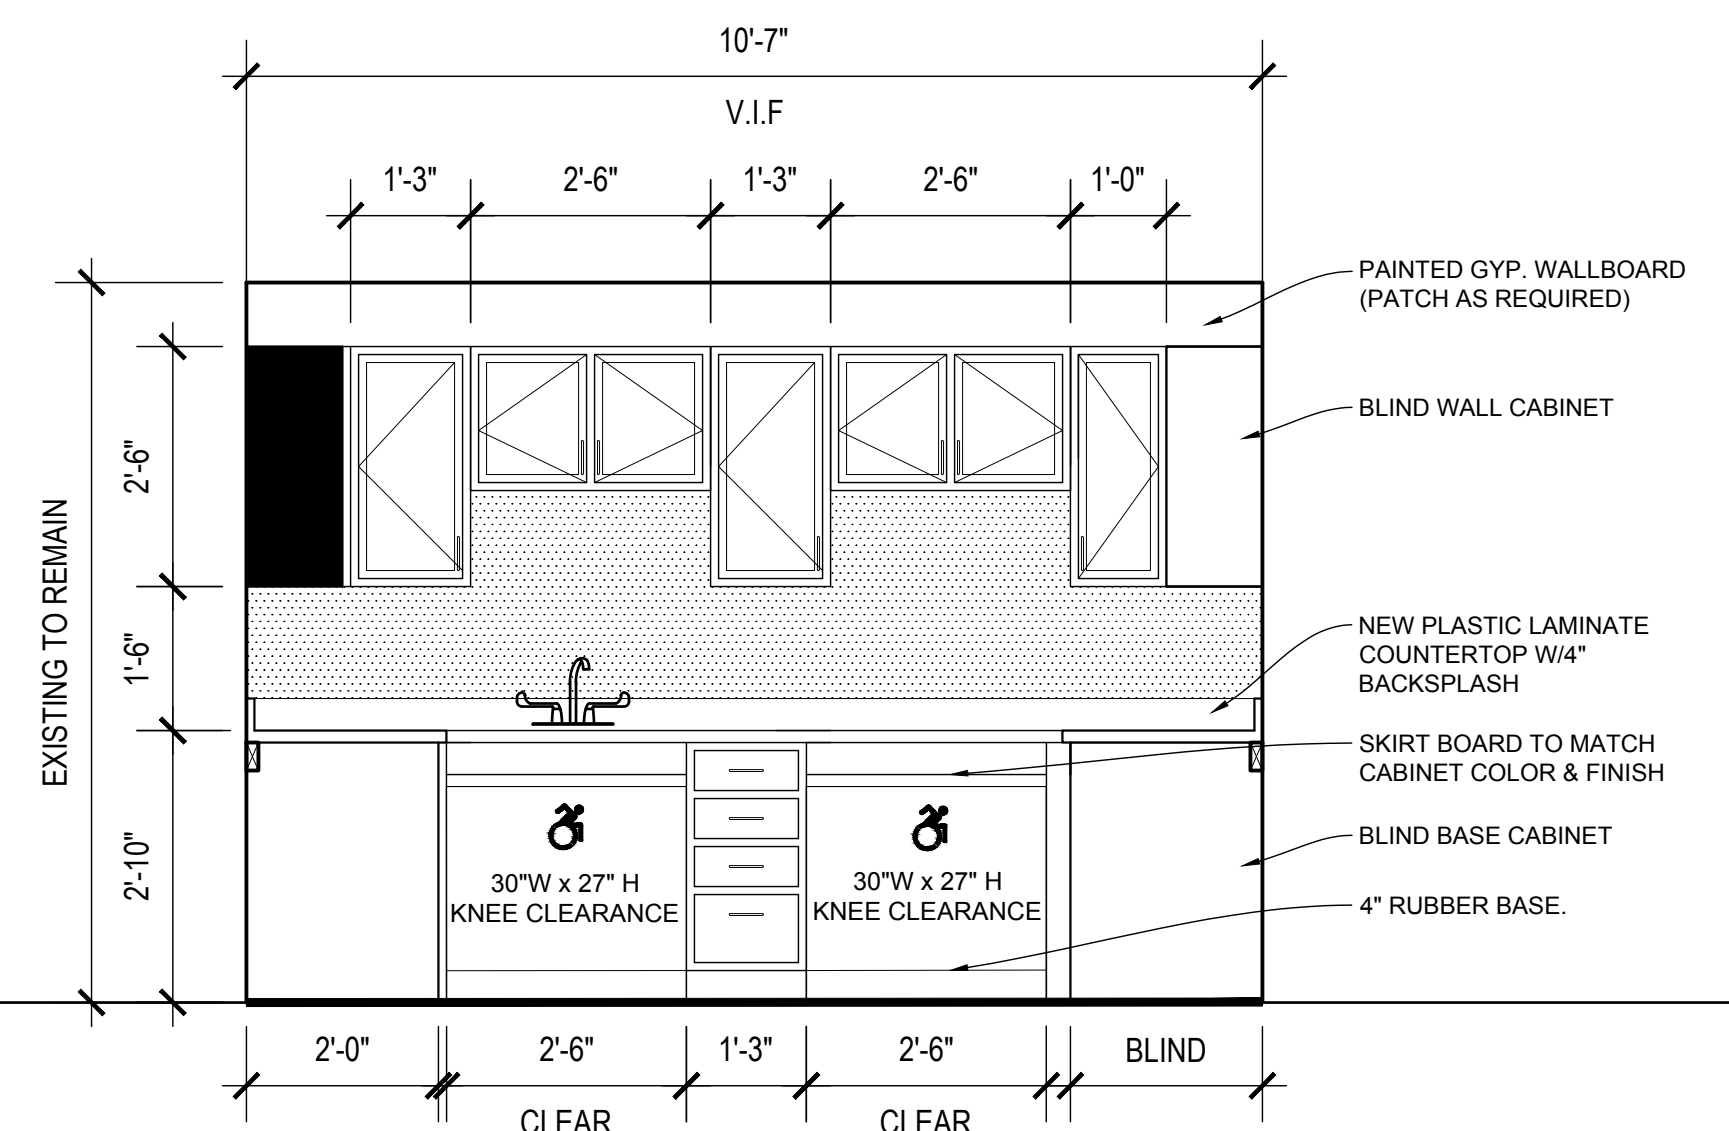 10'-7"
V.I.F
1'-3"
2'-6"
1'-3"
2'-6"
1'-0"
PAINTED GYP. WALLBOARD
(PATCH AS REQUIRED)
BLIND WALL CABINET
NEW PLASTIC LAMINATE
COUNTERTOP W/4"
BACKSPLASH
SKIRT BOARD TO MATCH
CABINET COLOR & FINISH
BLIND BASE CABINET
4" RUBBER BASE.
EXISTING TO REMAIN
2'-6"
1'-6"
2'-10"
30"W x 27" H
KNEE CLEARANCE
30"W x 27" H
KNEE CLEARANCE
2'-0"
2'-6"
1'-3"
2'-6"
BLIND
CLEAR
CLEAR